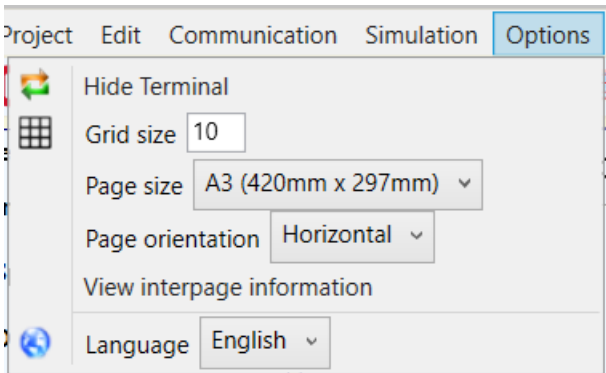 Project Edit Communication Simulation Options
Hide Terminal
Grid size 10
Page size A3 (420mm x 297mm)
Page orientation Horizontal
View interpage information
Language English